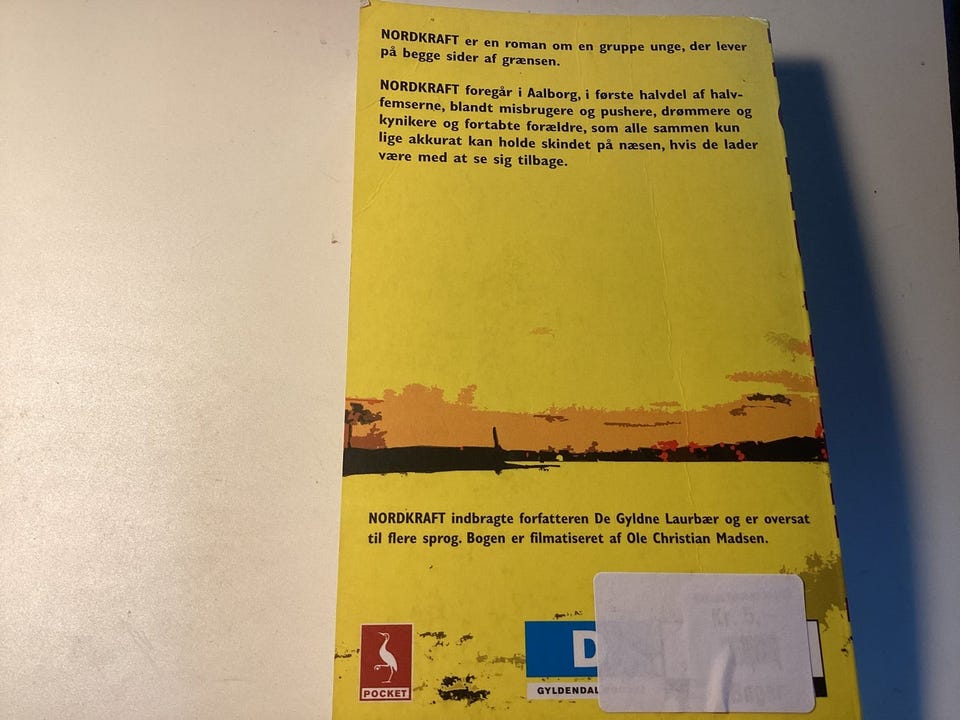 NORDKRAFT er en roman om en gruppe unge, der lever
på begge sider af grænsen.
NORDKRAFT foregår i Aalborg, i første halvdel af halv-
femserne, blandt misbrugere og pushere, drømmere og
kynikere og fortabte forældre, som alle sammen kun
lige akkurat kan holde skindet på næsen, hvis de lader
være med at se sig tilbage.
NORDKRAFT indbragte forfatteren De Gyldne Laurbær og er oversat
til flere sprog. Bogen er filmatiseret af Ole Christian Madsen.
POCKET
D
GYLDENDAL